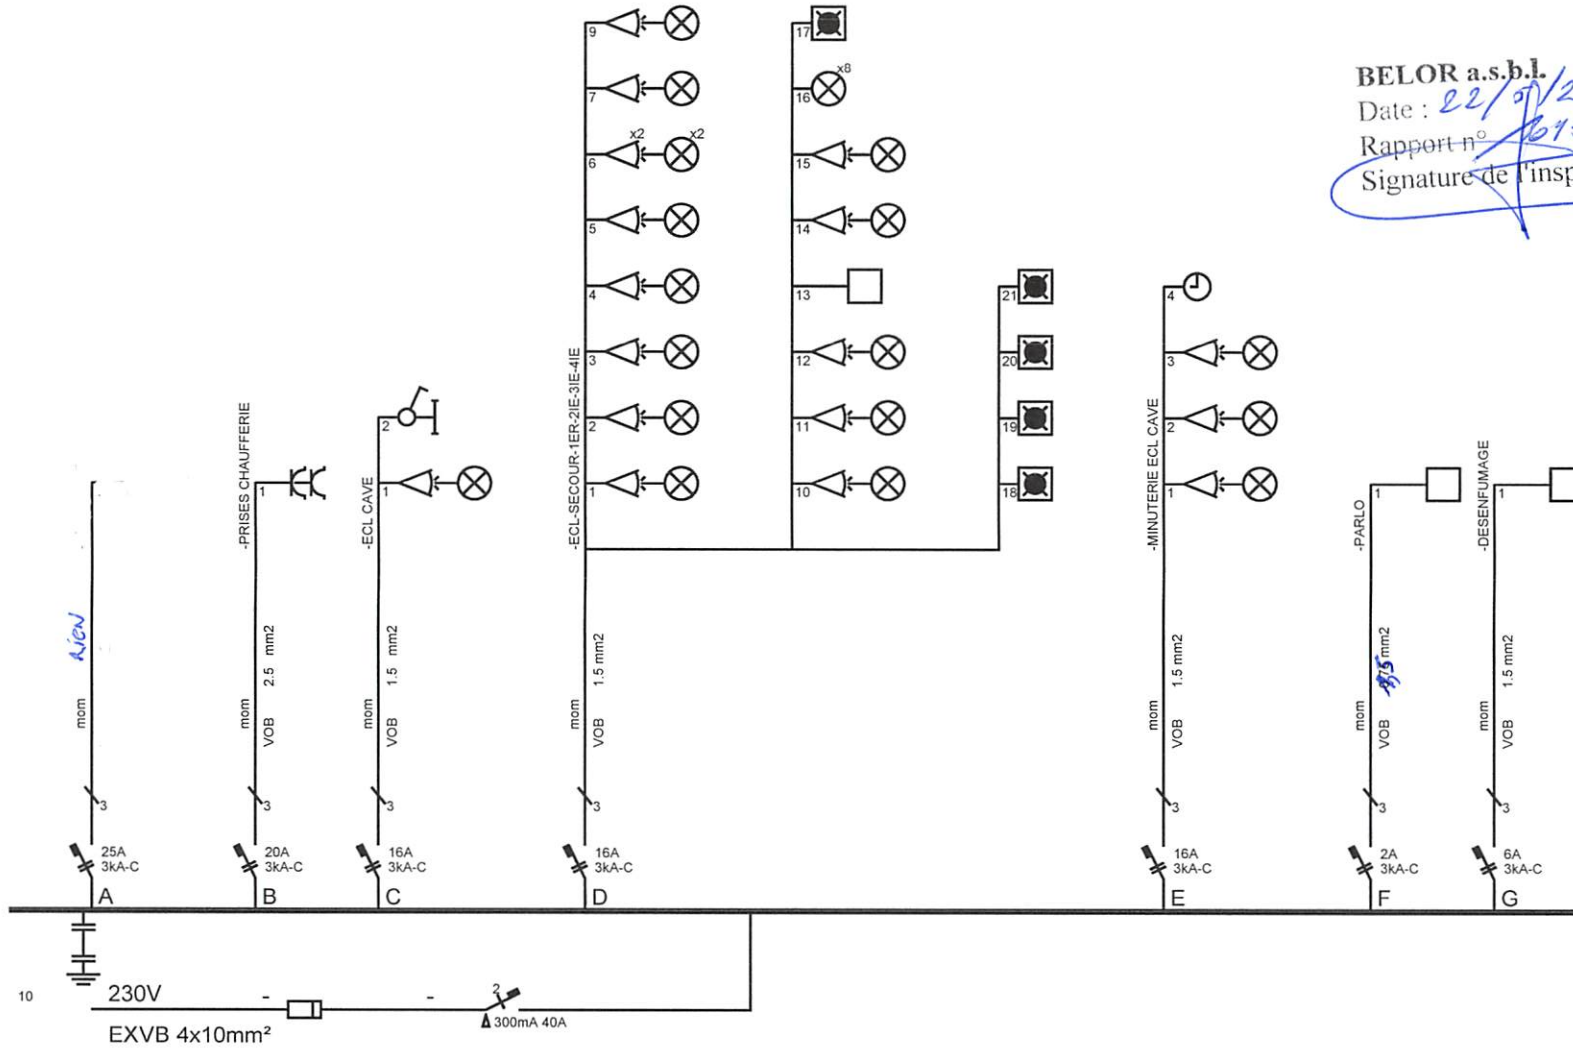 BELOR a.s.b.l.
Date : 22/
Rapport n°
Signature de l'insp
9
7
6 x2 x2
5
4
3
2
1
-ECL-SECOUR-1ER-2IE-3IE-4IE
17
16 x8
15
14
13
12
11
10
21
20
19
18
4
3
2
1
-MINUTERIE ECL CAVE
-PRISES CHAUFFERIE
1
-ECL CAVE
2
1
-PARLO
1
-DESENFUMAGE
1
Rien
mom
3
25A
3kA-C
A
mom
VOB 2.5 mm2
3
20A
3kA-C
B
mom
VOB 1.5 mm2
3
16A
3kA-C
C
mom
VOB 1.5 mm2
3
16A
3kA-C
D
mom
VOB 1.5 mm2
3
16A
3kA-C
E
mom
VOB mm2
3
2A
3kA-C
F
mom
VOB 1.5 mm2
3
6A
3kA-C
G
10
230V - - 2
300mA 40A
EXVB 4x10mm²